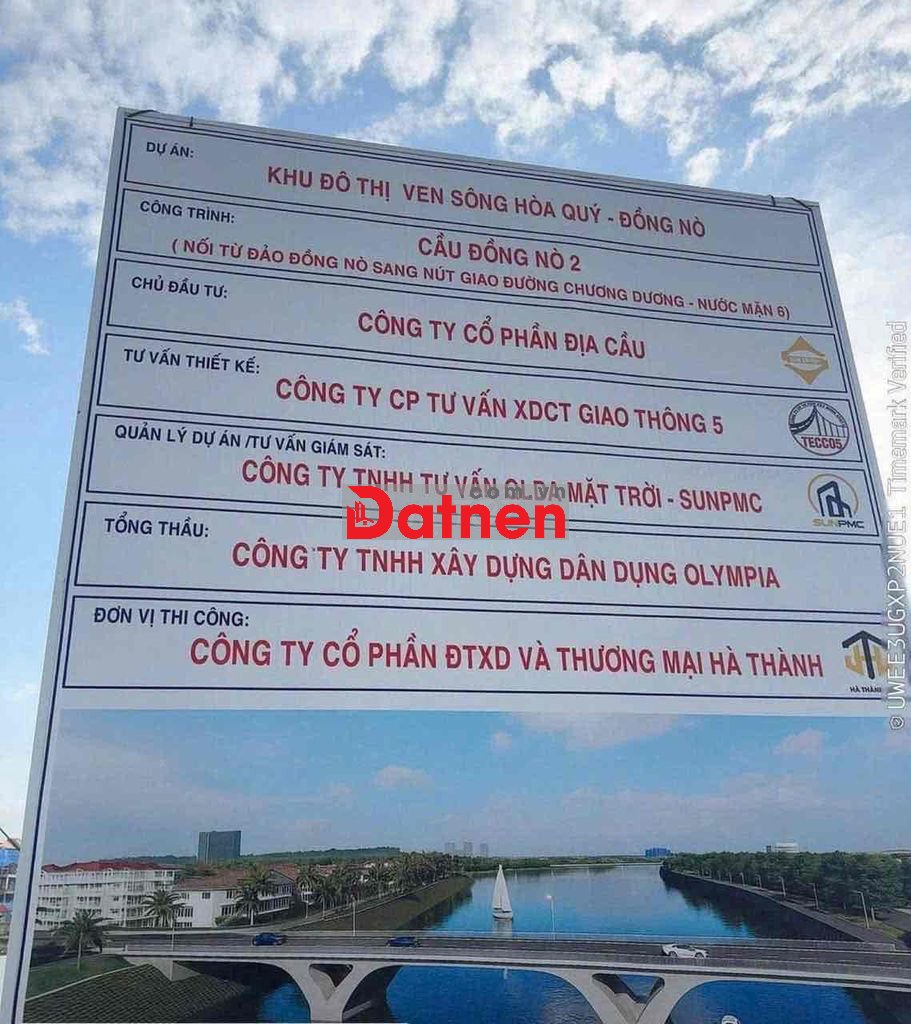 DỰ ÁN:
KHU ĐÔ THỊ VEN SÔNG HÒA QUÝ - ĐỒNG NÒ
CÔNG TRÌNH:
CẦU ĐỒNG NÒ 2
( NỐI TỪ ĐẢO ĐỒNG NÒ SANG NÚT GIAO ĐƯỜNG CHƯƠNG DƯƠNG - NƯỚC MẶN 6)
CHỦ ĐẦU TƯ:
CÔNG TY CỔ PHẦN ĐỊA CẦU
TƯ VẤN THIẾT KẾ:
CÔNG TY CP TƯ VẤN XDCT GIAO THÔNG 5
TECCO5
QUẢN LÝ DỰ ÁN /TƯ VẤN GIÁM SÁT:
CÔNG TY TNHH TƯ VẤN MẶT TRỜI - SUNPMC
SUNPMC
.com.vn
Datnen
TỔNG THẦU:
CÔNG TY TNHH XÂY DỰNG DÂN DỤNG OLYMPIA
ĐƠN VỊ THI CÔNG:
CÔNG TY CỔ PHẦN ĐTXD VÀ THƯƠNG MẠI HÀ THÀNH
HÀ THÀNH
© UWEE3UGXP2NUE1 Timemark Verified